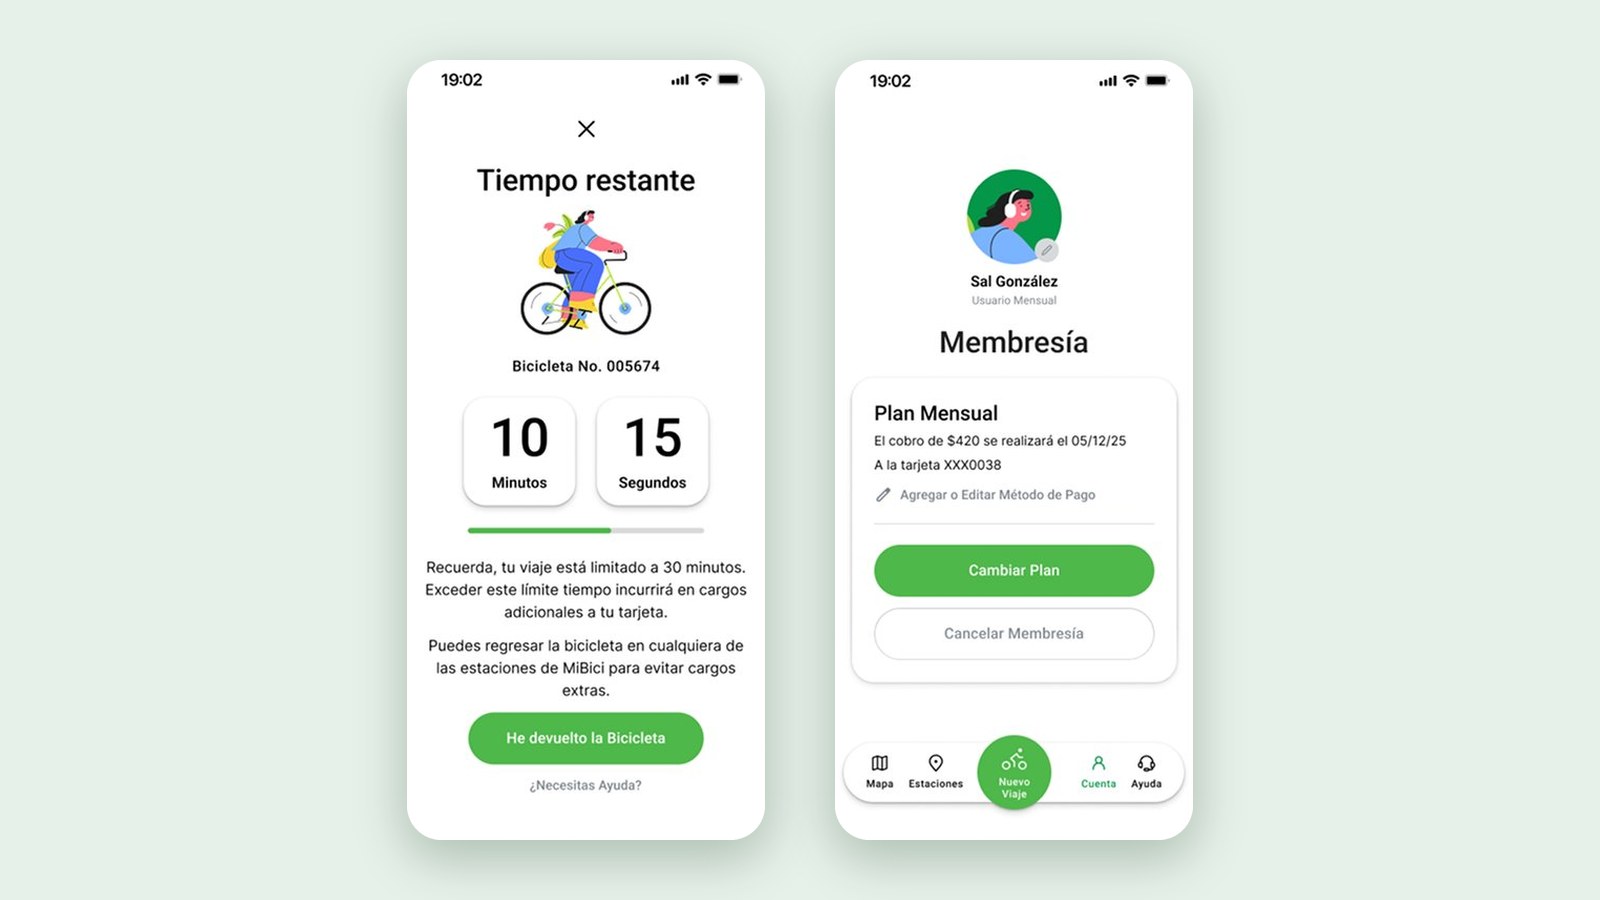 19:02
Tiempo restante
Bicicleta No. 005674
10
Minutos
15
Segundos
Recuerda, tu viaje está limitado a 30 minutos.
Exceder este límite tiempo incurrirá en cargos
adicionales a tu tarjeta.
Puedes regresar la bicicleta en cualquiera de
las estaciones de MiBici para evitar cargos
extras.
He devuelto la Bicicleta
¿Necesitas Ayuda?
19:02
Sal González
Usuario Mensual
Membresía
Plan Mensual
El cobro de $420 se realizará el 05/12/25
A la tarjeta XXX0038
Agregar o Editar Método de Pago
Cambiar Plan
Cancelar Membresía
Mapa
Estaciones
Nuevo
Viaje
Cuenta
Ayuda